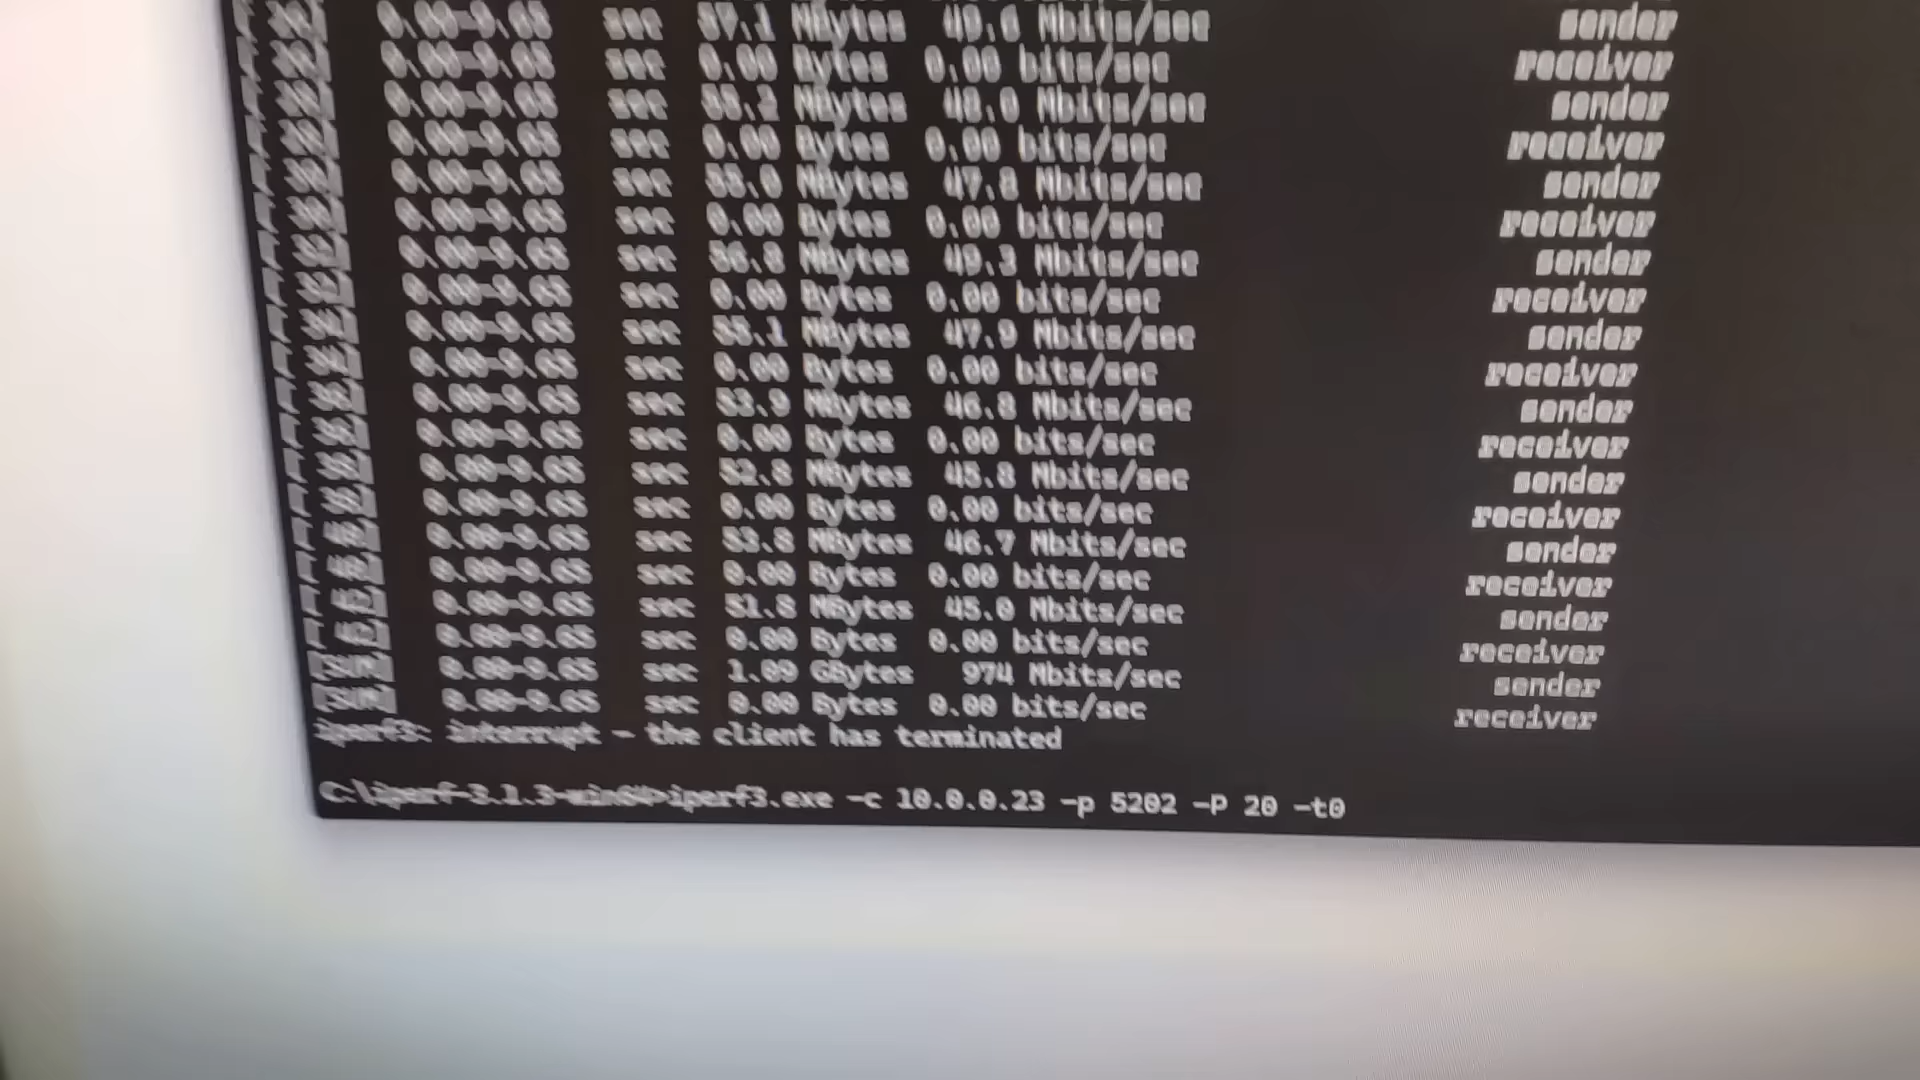 0.00-9.65 sec 57.1 MBytes 49.6 Mbits/sec sender
0.00-9.65 sec 0.00 Bytes 0.00 bits/sec receiver
0.00-9.65 sec 55.2 MBytes 48.0 Mbits/sec sender
0.00-9.65 sec 0.00 Bytes 0.00 bits/sec receiver
0.00-9.65 sec 55.0 MBytes 47.8 Mbits/sec sender
0.00-9.65 sec 0.00 Bytes 0.00 bits/sec receiver
0.00-9.65 sec 56.8 MBytes 49.3 Mbits/sec sender
0.00-9.65 sec 0.00 Bytes 0.00 bits/sec receiver
0.00-9.65 sec 55.1 MBytes 47.9 Mbits/sec sender
0.00-9.65 sec 0.00 Bytes 0.00 bits/sec receiver
0.00-9.65 sec 53.9 MBytes 46.8 Mbits/sec sender
0.00-9.65 sec 0.00 Bytes 0.00 bits/sec receiver
0.00-9.65 sec 52.8 MBytes 45.8 Mbits/sec sender
0.00-9.65 sec 0.00 Bytes 0.00 bits/sec receiver
0.00-9.65 sec 53.8 MBytes 46.7 Mbits/sec sender
0.00-9.65 sec 0.00 Bytes 0.00 bits/sec receiver
0.00-9.65 sec 51.8 MBytes 45.0 Mbits/sec sender
0.00-9.65 sec 0.00 Bytes 0.00 bits/sec receiver
[SUM] 0.00-9.65 sec 1.09 GBytes 974 Mbits/sec sender
[SUM] 0.00-9.65 sec 0.00 Bytes 0.00 bits/sec receiver
iperf3: interrupt - the client has terminated
C:\iperf-3.1.3-win64>iperf3.exe -c 10.0.0.23 -p 5202 -P 20 -t0